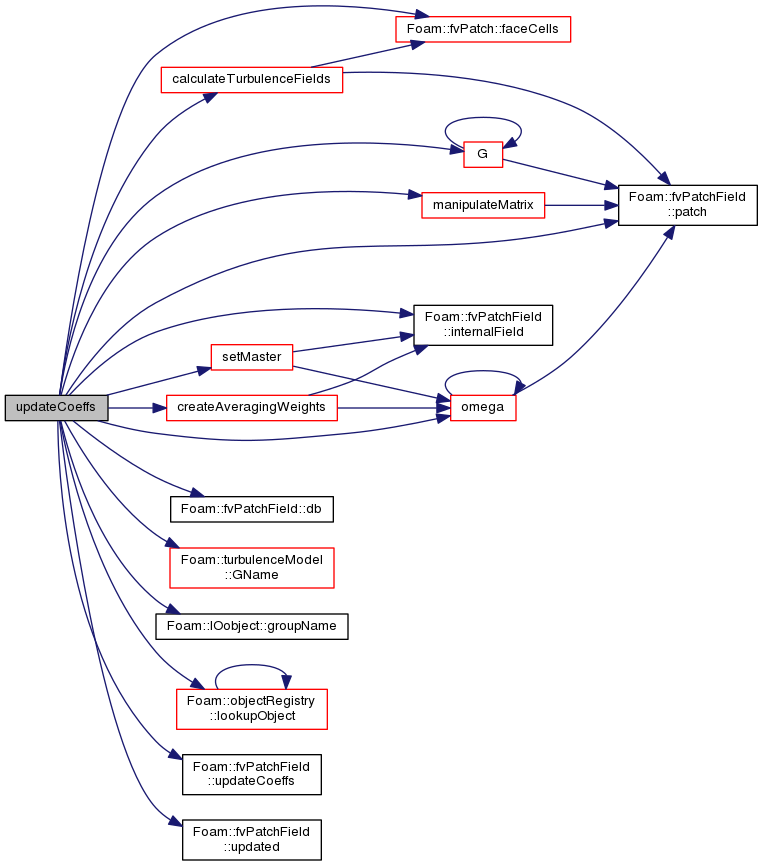 Foam::fvPatch::faceCells
calculateTurbulenceFields
G
manipulateMatrix
Foam::fvPatchField
::patch
Foam::fvPatchField
::internalField
setMaster
updateCoeffs
createAveragingWeights
omega
Foam::fvPatchField::db
Foam::turbulenceModel
::GName
Foam::IOobject::groupName
Foam::objectRegistry
::lookupObject
Foam::fvPatchField
::updateCoeffs
Foam::fvPatchField
::updated